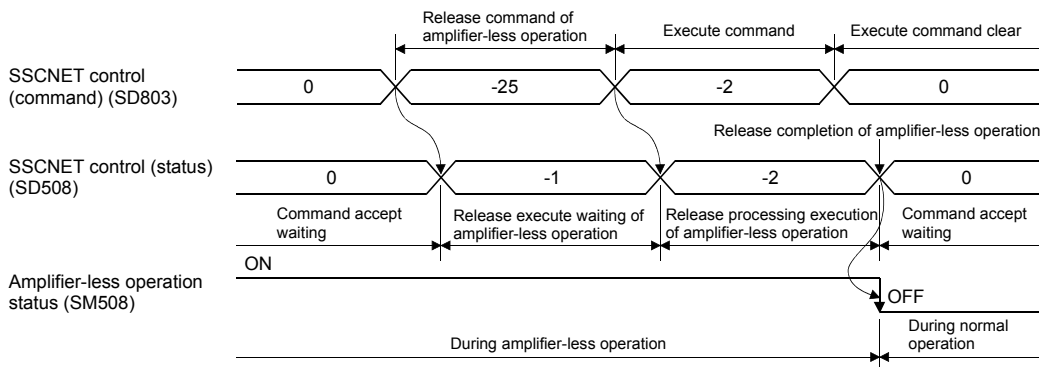 Release command of
amplifier-less operation
Execute command
Execute command clear
SSCNET control
(command) (SD803)
0
-25
-2
0
Release completion of amplifier-less operation
SSCNET control (status)
(SD508)
0
-1
-2
0
Command accept
waiting
Release execute waiting of
amplifier-less operation
Release processing execution
of amplifier-less operation
Command accept
waiting
ON
Amplifier-less operation
status (SM508)
OFF
During amplifier-less operation
During normal
operation